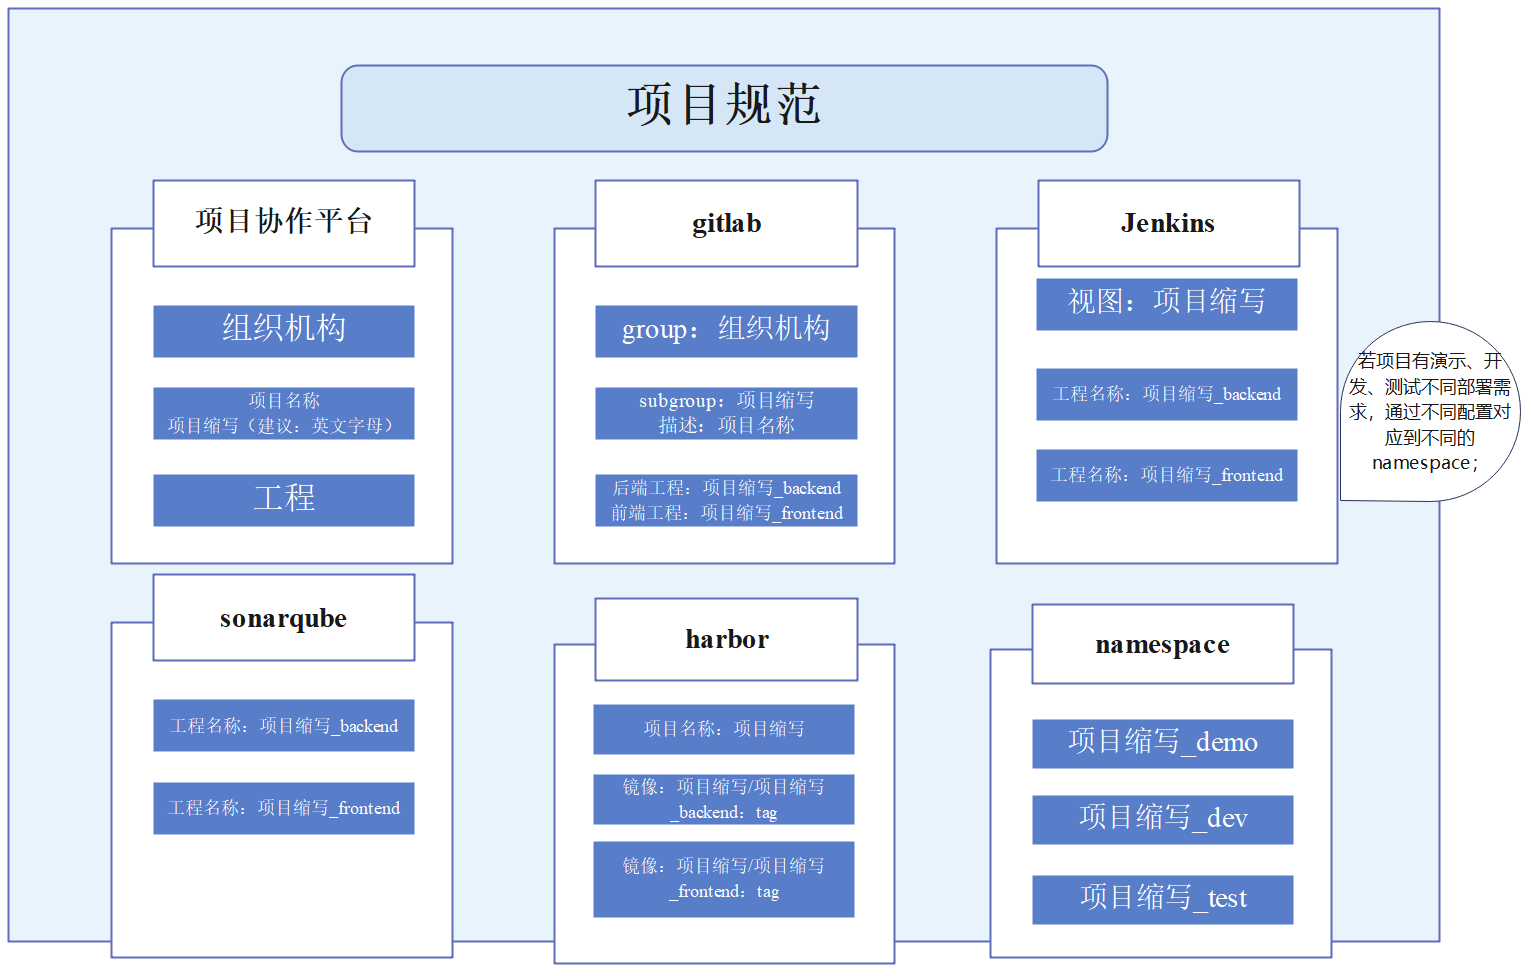 项目规范
项目协作平台
组织机构
项目名称
项目缩写（建议：英文字母）
工程
gitlab
group：组织机构
subgroup：项目缩写
描述：项目名称
后端工程：项目缩写_backend
前端工程：项目缩写_frontend
Jenkins
视图：项目缩写
工程名称：项目缩写_backend
工程名称：项目缩写_frontend
若项目有演示、开
发、测试不同部署需
求，通过不同配置对
应到不同的
namespace；
sonarqube
工程名称：项目缩写_backend
工程名称：项目缩写_frontend
harbor
项目名称：项目缩写
镜像：项目缩写/项目缩写
_backend：tag
镜像：项目缩写/项目缩写
_frontend：tag
namespace
项目缩写_demo
项目缩写_dev
项目缩写_test